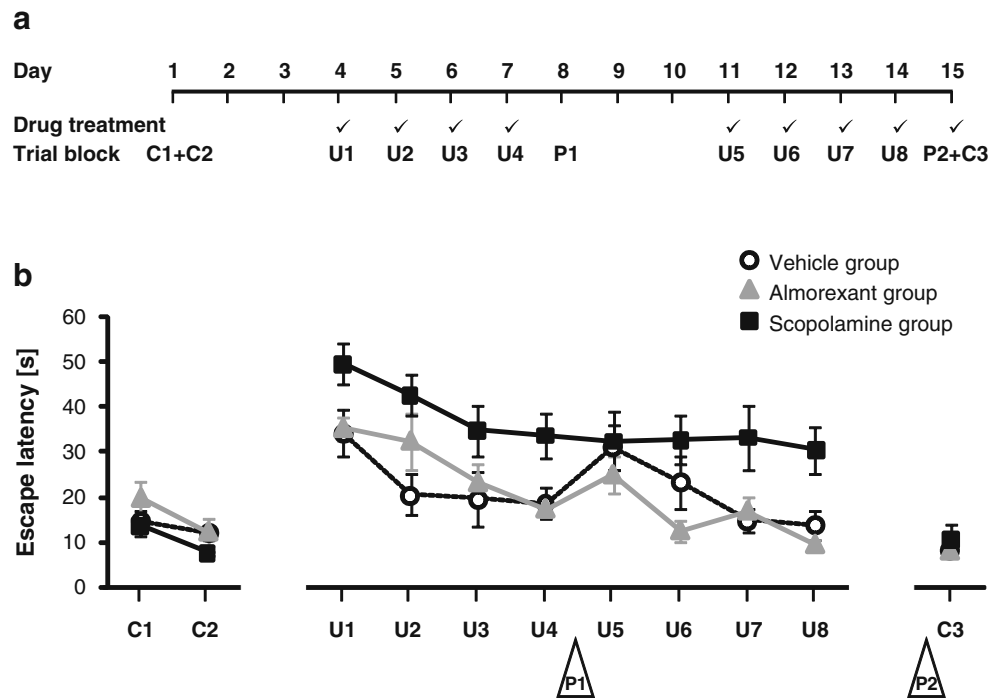 a
Day 1 2 3 4 5 6 7 8 9 10 11 12 13 14 15
Drug treatment ✓ ✓ ✓ ✓ ✓ ✓ ✓ ✓ ✓
Trial block C1+C2 U1 U2 U3 U4 P1 U5 U6 U7 U8 P2+C3
b
Vehicle group
Almorexant group
Scopolamine group
Escape latency [s]
60
50
40
30
20
10
0
C1 C2 U1 U2 U3 U4 U5 U6 U7 U8 C3
P1 P2